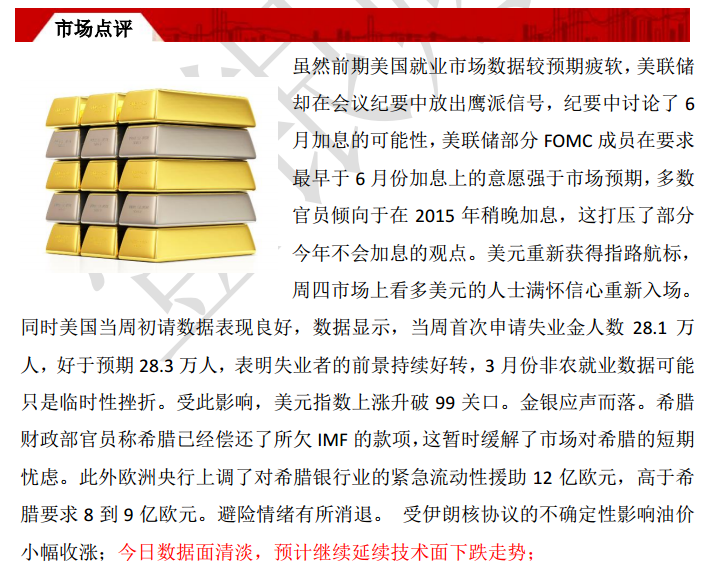 市场点评
虽然前期美国就业市场数据较预期疲软，美联储
却在会议纪要中放出鹰派信号，纪要中讨论了 6
月加息的可能性，美联储部分 FOMC 成员在要求
最早于 6 月份加息上的意愿强于市场预期，多数
官员倾向于在 2015 年稍晚加息，这打压了部分
今年不会加息的观点。美元重新获得指路航标，
周四市场上看多美元的人士满怀信心重新入场。
同时美国当周初请数据表现良好，数据显示，当周首次申请失业金人数 28.1 万
人，好于预期 28.3 万人，表明失业者的前景持续好转，3 月份非农就业数据可能
只是临时性挫折。受此影响，美元指数上涨升破 99 关口。金银应声而落。希腊
财政部官员称希腊已经偿还了所欠 IMF 的款项，这暂时缓解了市场对希腊的短期
忧虑。此外欧洲央行上调了对希腊银行业的紧急流动性援助 12 亿欧元，高于希
腊要求 8 到 9 亿欧元。避险情绪有所消退。 受伊朗核协议的不确定性影响油价
小幅收涨；今日数据面清淡，预计继续延续技术面下跌走势；